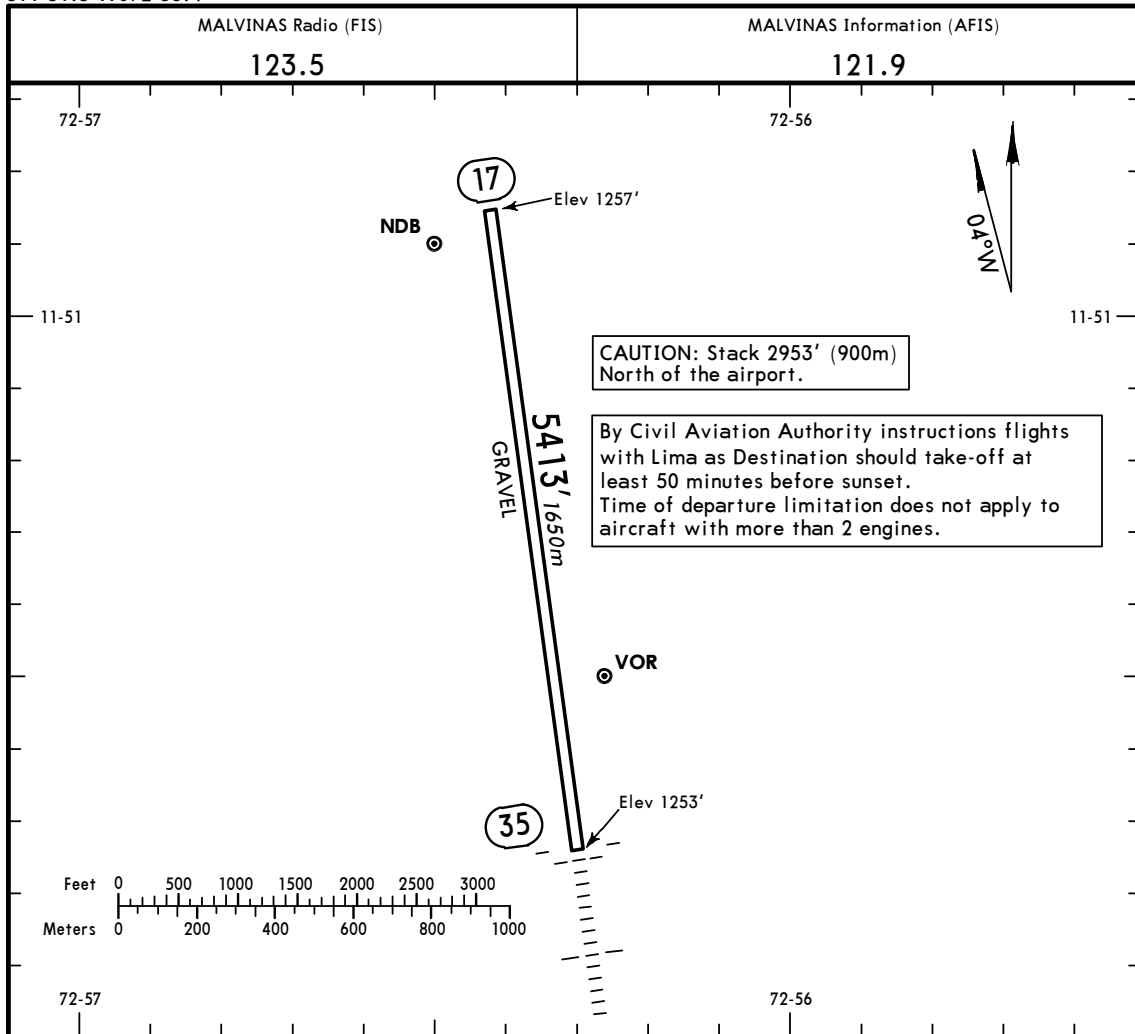 MALVINAS Radio (FIS)
123.5
MALVINAS Information (AFIS)
121.9
72-57
72-56
17
Elev 1257'
NDB
04°W
11-51
11-51
CAUTION: Stack 2953' (900m)
North of the airport.
5413' 1650m
GRAVEL
By Civil Aviation Authority instructions flights
with Lima as Destination should take-off at
least 50 minutes before sunset.
Time of departure limitation does not apply to
aircraft with more than 2 engines.
VOR
35
Elev 1253'
Feet 0 500 1000 1500 2000 2500 3000
Meters 0 200 400 600 800 1000
72-57
72-56